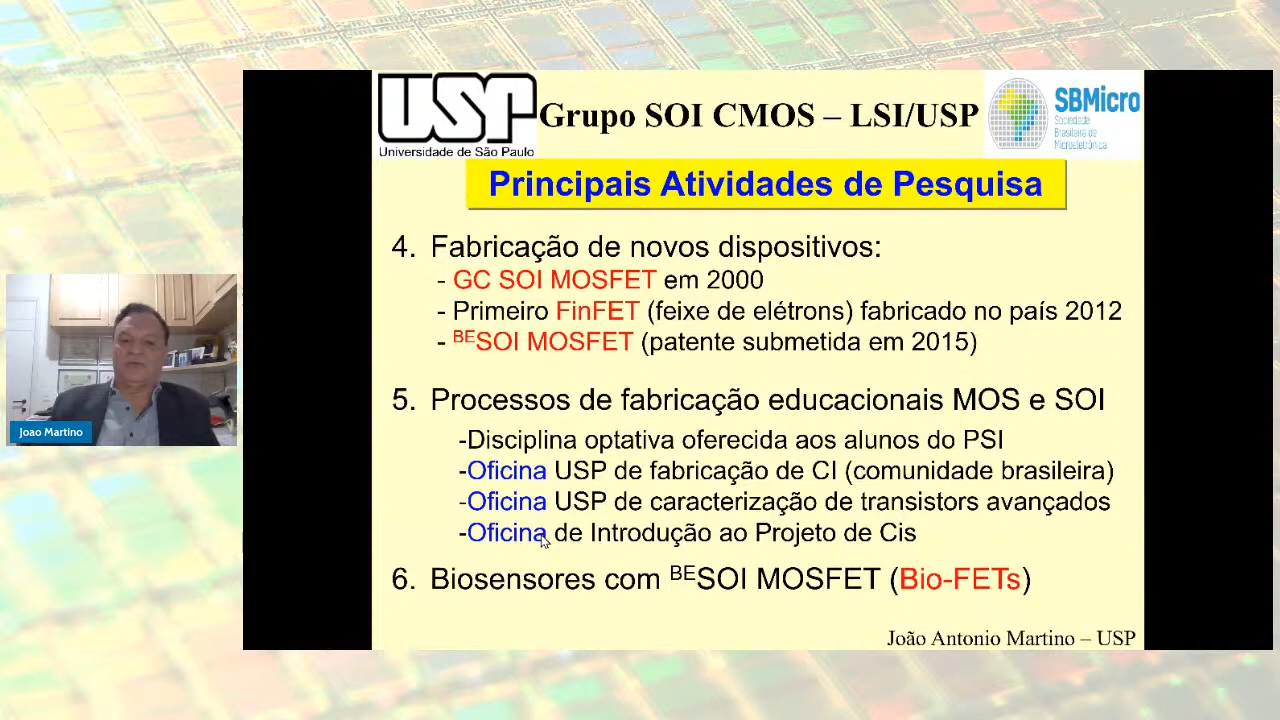 USP
Universidade de São Paulo
Grupo SOI CMOS – LSI/USP
SBMicro
Sociedade
Brasileira de
Microeletrônica
Principais Atividades de Pesquisa
4. Fabricação de novos dispositivos:
- GC SOI MOSFET em 2000
- Primeiro FinFET (feixe de elétrons) fabricado no país 2012
- BESOI MOSFET (patente submetida em 2015)
5. Processos de fabricação educacionais MOS e SOI
-Disciplina optativa oferecida aos alunos do PSI
-Oficina USP de fabricação de CI (comunidade brasileira)
-Oficina USP de caracterização de transistors avançados
-Oficina de Introdução ao Projeto de Cis
6. Biosensores com BESOI MOSFET (Bio-FETs)
João Antonio Martino – USP
Joao Martino